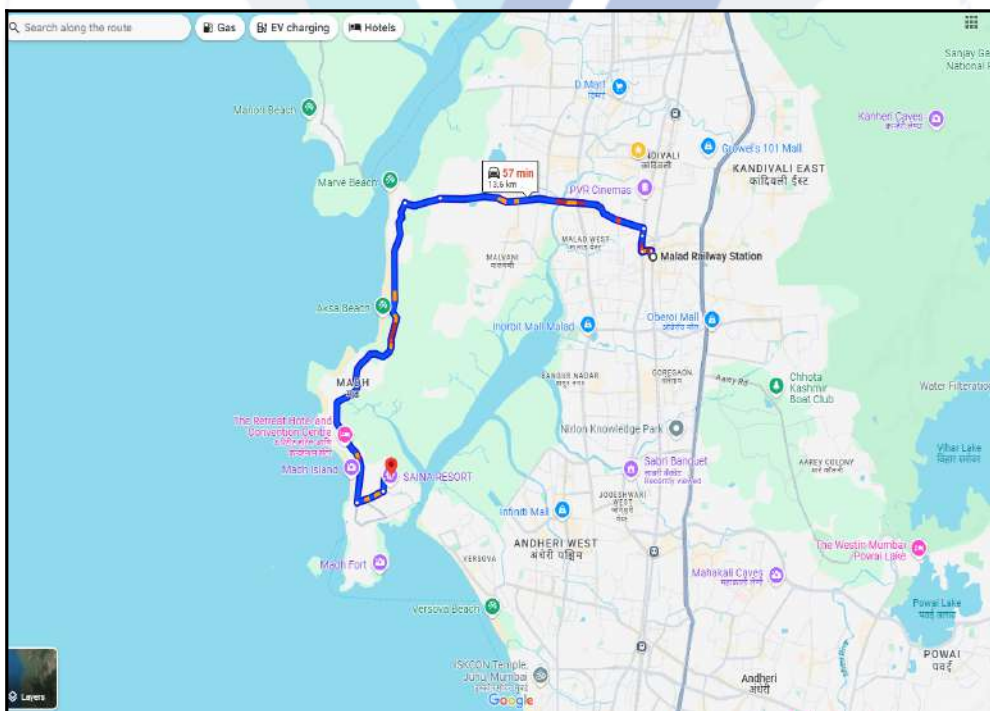 Search along the route
Gas
EV charging
Hotels
Sanjay Ga
National P
D Mart
Manori Beach
Kanheri Caves
Growel's 101 Mall
NDIVALI
कांदिवली
KANDIVALI EAST
कांदिवली ईस्ट
57 min
13.6 km
PVR Cinemas
Marve Beach
MALAD WEST
MALVANI
Malad Railway Station
Aksa Beach
Inorbit Mall Malad
Oberoi Mall
BANGUR NADAR
GOREGAON
Aarey Rd
Chhota
Kashmir
Boat Club
MADH
Water Filteration
The Retreat Hotel and
Convention Centre
Nirlon Knowledge Park
Madh Island
SAINA RESORT
Sabri Banquet
Recently viewed
AAREY COLONY
Vihar Lake
JOGESHWARI
WEST
Infiniti Mall
ANDHERI WEST
अंधेरी पश्चिम
VERSOVA
Madh Fort
The Westin Mumbai
Powai Lake
Mahakali Caves
Versova Beach
Powai Lake
POWAI
पवई
ISKCON Temple,
Juhu, Mumbai
Andheri
अंधेरी
Layers
Google